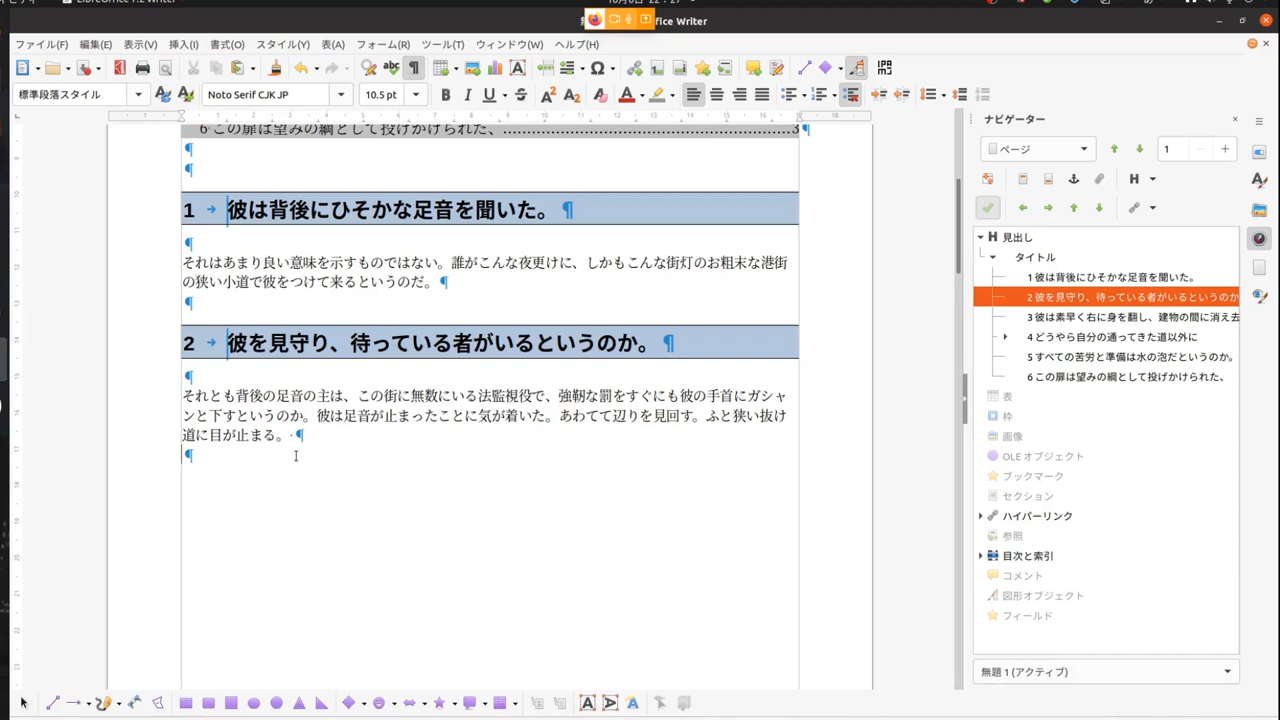 LibreOffice 7.2 Writer
10月6日 22:27
ffice Writer
ファイル(F) 編集(E) 表示(V) 挿入(I) 書式(O) スタイル(Y) 表(A) フォーム(R) ツール(T) ウィンドウ(W) ヘルプ(H)
標準段落スタイル Noto Serif CJK JP 10.5 pt
6 この扉は望みの綱として投げかけられた、3
1 彼は背後にひそかな足音を聞いた。
それはあまり良い意味を示すものではない。誰がこんな夜更けに、しかもこんな街灯のお粗末な港街
の狭い小道で彼をつけて来るというのだ。
2 彼を見守り、待っている者がいるというのか。
それとも背後の足音の主は、この街に無数にいる法監視役で、強靭な罰をすぐにも彼の手首にガシャ
ンと下すというのか。彼は足音が止まったことに気が着いた。あわてて辺りを見回す。ふと狭い抜け
道に目が止まる。
ナビゲーター
ページ 1
見出し
タイトル
1 彼は背後にひそかな足音を聞いた。
2 彼を見守り、待っている者がいるというのか
3 彼は素早く右に身を翻し、建物の間に消え去
4 どうやら自分の通ってきた道以外に
5 すべての苦労と準備は水の泡だというのか。
6 この扉は望みの綱として投げかけられた、
表
枠
画像
OLE オブジェクト
ブックマーク
セクション
ハイパーリンク
参照
目次と索引
コメント
図形オブジェクト
フィールド
無題 1 (アクティブ)